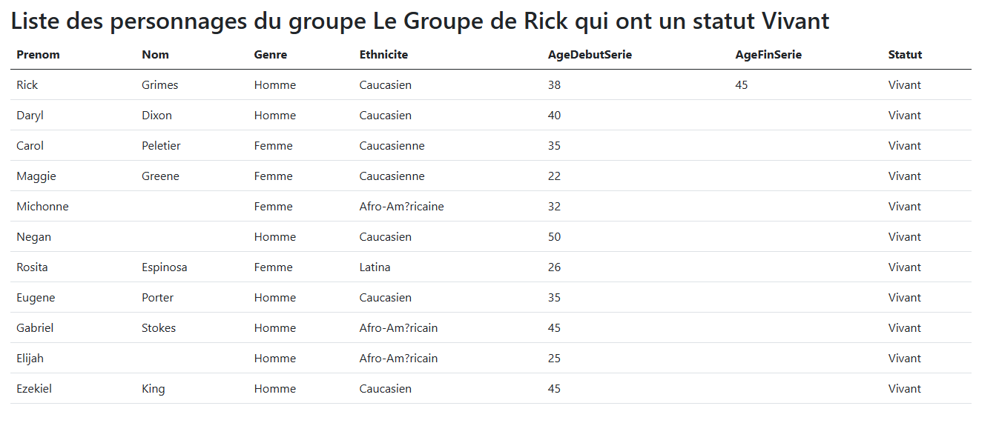 Liste des personnages du groupe Le Groupe de Rick qui ont un statut Vivant
Prenom Nom Genre Ethnicite AgeDebutSerie AgeFinSerie Statut
Rick Grimes Homme Caucasien 38 45 Vivant
Daryl Dixon Homme Caucasien 40 Vivant
Carol Peletier Femme Caucasienne 35 Vivant
Maggie Greene Femme Caucasienne 22 Vivant
Michonne Femme Afro-Am?ricaine 32 Vivant
Negan Homme Caucasien 50 Vivant
Rosita Espinosa Femme Latina 26 Vivant
Eugene Porter Homme Caucasien 35 Vivant
Gabriel Stokes Homme Afro-Am?ricain 45 Vivant
Elijah Homme Afro-Am?ricain 25 Vivant
Ezekiel King Homme Caucasien 45 Vivant